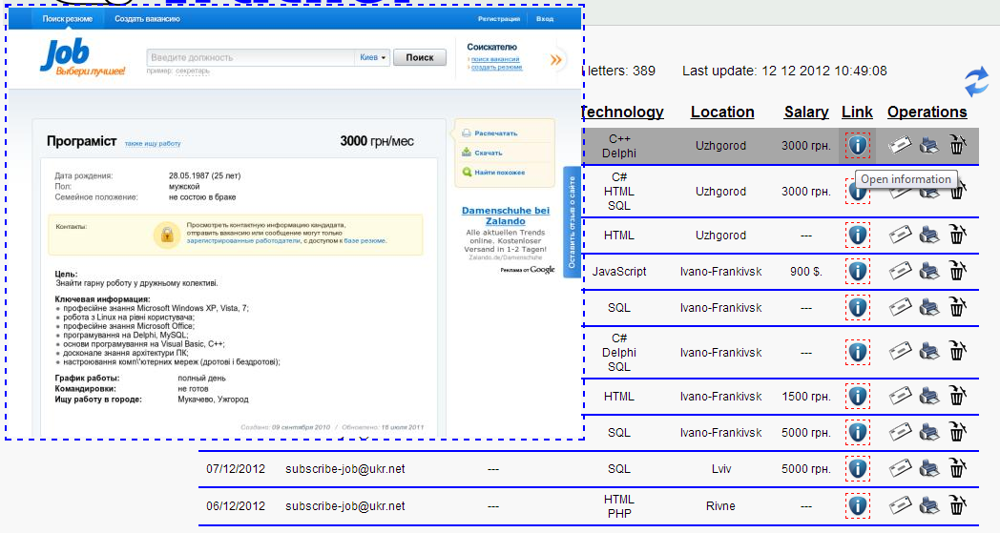 Поиск резюме Создать вакансию Регистрация Вход
Job
Выбери лучшее!
Введите должность Киев Поиск
пример: секретарь
Соискателю
поиск вакансий
создать резюме
Програміст также ищу работу 3000 грн/мес
Дата рождения: 28.05.1987 (25 лет)
Пол: мужской
Семейное положение: не состою в браке
Контакты: Просмотреть контактную информацию кандидата,
отправить вакансию или сообщение могут только
зарегистрированные работодатели, с доступом к базе резюме.
Цель:
Знайти гарну роботу у дружньому колективі.
Ключевая информация:
професійне знання Microsoft Windows XP, Vista, 7;
робота з Linux на рівні користувача;
професійне знання Microsoft Office;
програмування на Delphi, MySQL;
основи програмування на Visual Basic, C++;
досконале знання архітектури ПК;
настроювання комп\'ютерних мереж (дротові і бездротові);
График работы: полный день
Командировки: не готов
Ищу работу в городе: Мукачево, Ужгород
Создано: 09 сентября 2010 / Обновлено: 18 июля 2011
Распечатать
Скачать
Найти похожее
Damenschuhe bei
Zalando
Alle aktuellen Trends
online. Kostenloser
Versand in 1-2 Tagen!
Zalando.de/Damenschuhe
Реклама от Google
Оставить отзыв о сайте
letters: 389 Last update: 12 12 2012 10:49:08
Technology Location Salary Link Operations
C++
Delphi
Uzhgorod 3000 грн.
Open information
C#
HTML
SQL
Uzhgorod 3000 грн.
HTML Uzhgorod ---
JavaScript Ivano-Frankivsk 900 $.
SQL Ivano-Frankivsk ---
C#
Delphi
SQL
Ivano-Frankivsk ---
HTML Ivano-Frankivsk 1500 грн.
SQL Ivano-Frankivsk 5000 грн.
07/12/2012 subscribe-job@ukr.net --- SQL Lviv 5000 грн.
06/12/2012 subscribe-job@ukr.net --- HTML
PHP
Rivne ---